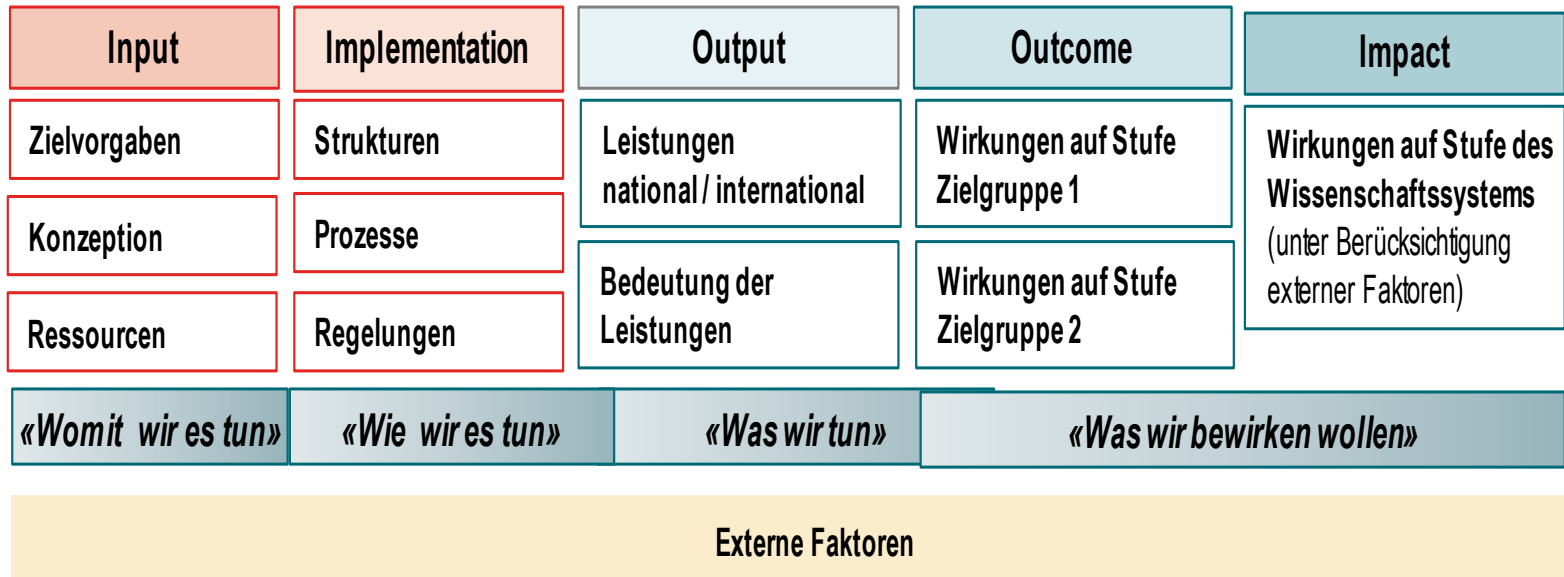 Input
Implementation
Output
Outcome
Impact
Zielvorgaben
Konzeption
Ressourcen
Strukturen
Prozesse
Regelungen
Leistungen
national / international
Bedeutung der
Leistungen
Wirkungen auf Stufe
Zielgruppe 1
Wirkungen auf Stufe
Zielgruppe 2
Wirkungen auf Stufe des
Wissenschaftssystems
(unter Berücksichtigung
externer Faktoren)
«Womit wir es tun»
«Wie wir es tun»
«Was wir tun»
«Was wir bewirken wollen»
Externe Faktoren